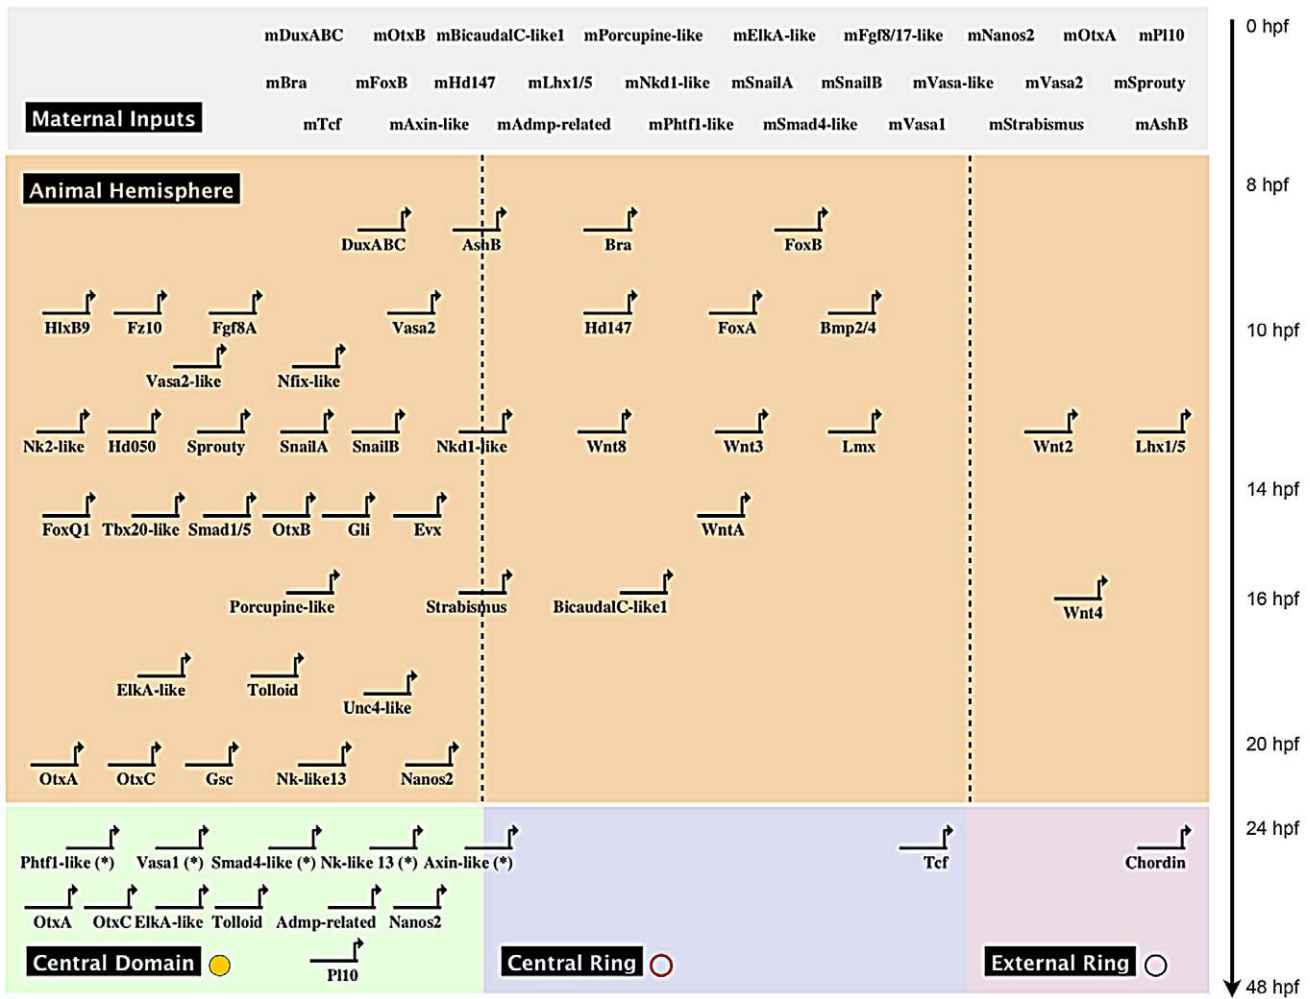 mDuxABC mOtxB mBicaudalC-like1 mPorcupine-like mElkA-like mFgf8/17-like mNanos2 mOtxA mPl10 0 hpf
mBra mFoxB mHd147 mLhx1/5 mNkd1-like mSnailA mSnailB mVasa-like mVasa2 mSprouty
Maternal Inputs mTcf mAxin-like mAdmp-related mPhtf1-like mSmad4-like mVasa1 mStrabismus mAshB
Animal Hemisphere 8 hpf
DuxABC AshB Bra FoxB
HlxB9 Fz10 Fgf8A Vasa2 Hd147 FoxA Bmp2/4 10 hpf
Vasa2-like Nfix-like
Nk2-like Hd050 Sprouty SnailA SnailB Nkd1-like Wnt8 Wnt3 Lmx Wnt2 Lhx1/5
14 hpf
FoxQ1 Tbx20-like Smad1/5 OtxB Gli Evx WntA
Porcupine-like Strabismus BicaudalC-like1 Wnt4 16 hpf
ElkA-like Tolloid
Unc4-like
20 hpf
OtxA OtxC Gsc Nk-like13 Nanos2
24 hpf
Phtf1-like (*) Vasa1 (*) Smad4-like (*) Nk-like 13 (*) Axin-like (*) Tcf Chordin
OtxA OtxC ElkA-like Tolloid Admp-related Nanos2
Central Domain Pl10 Central Ring External Ring
48 hpf